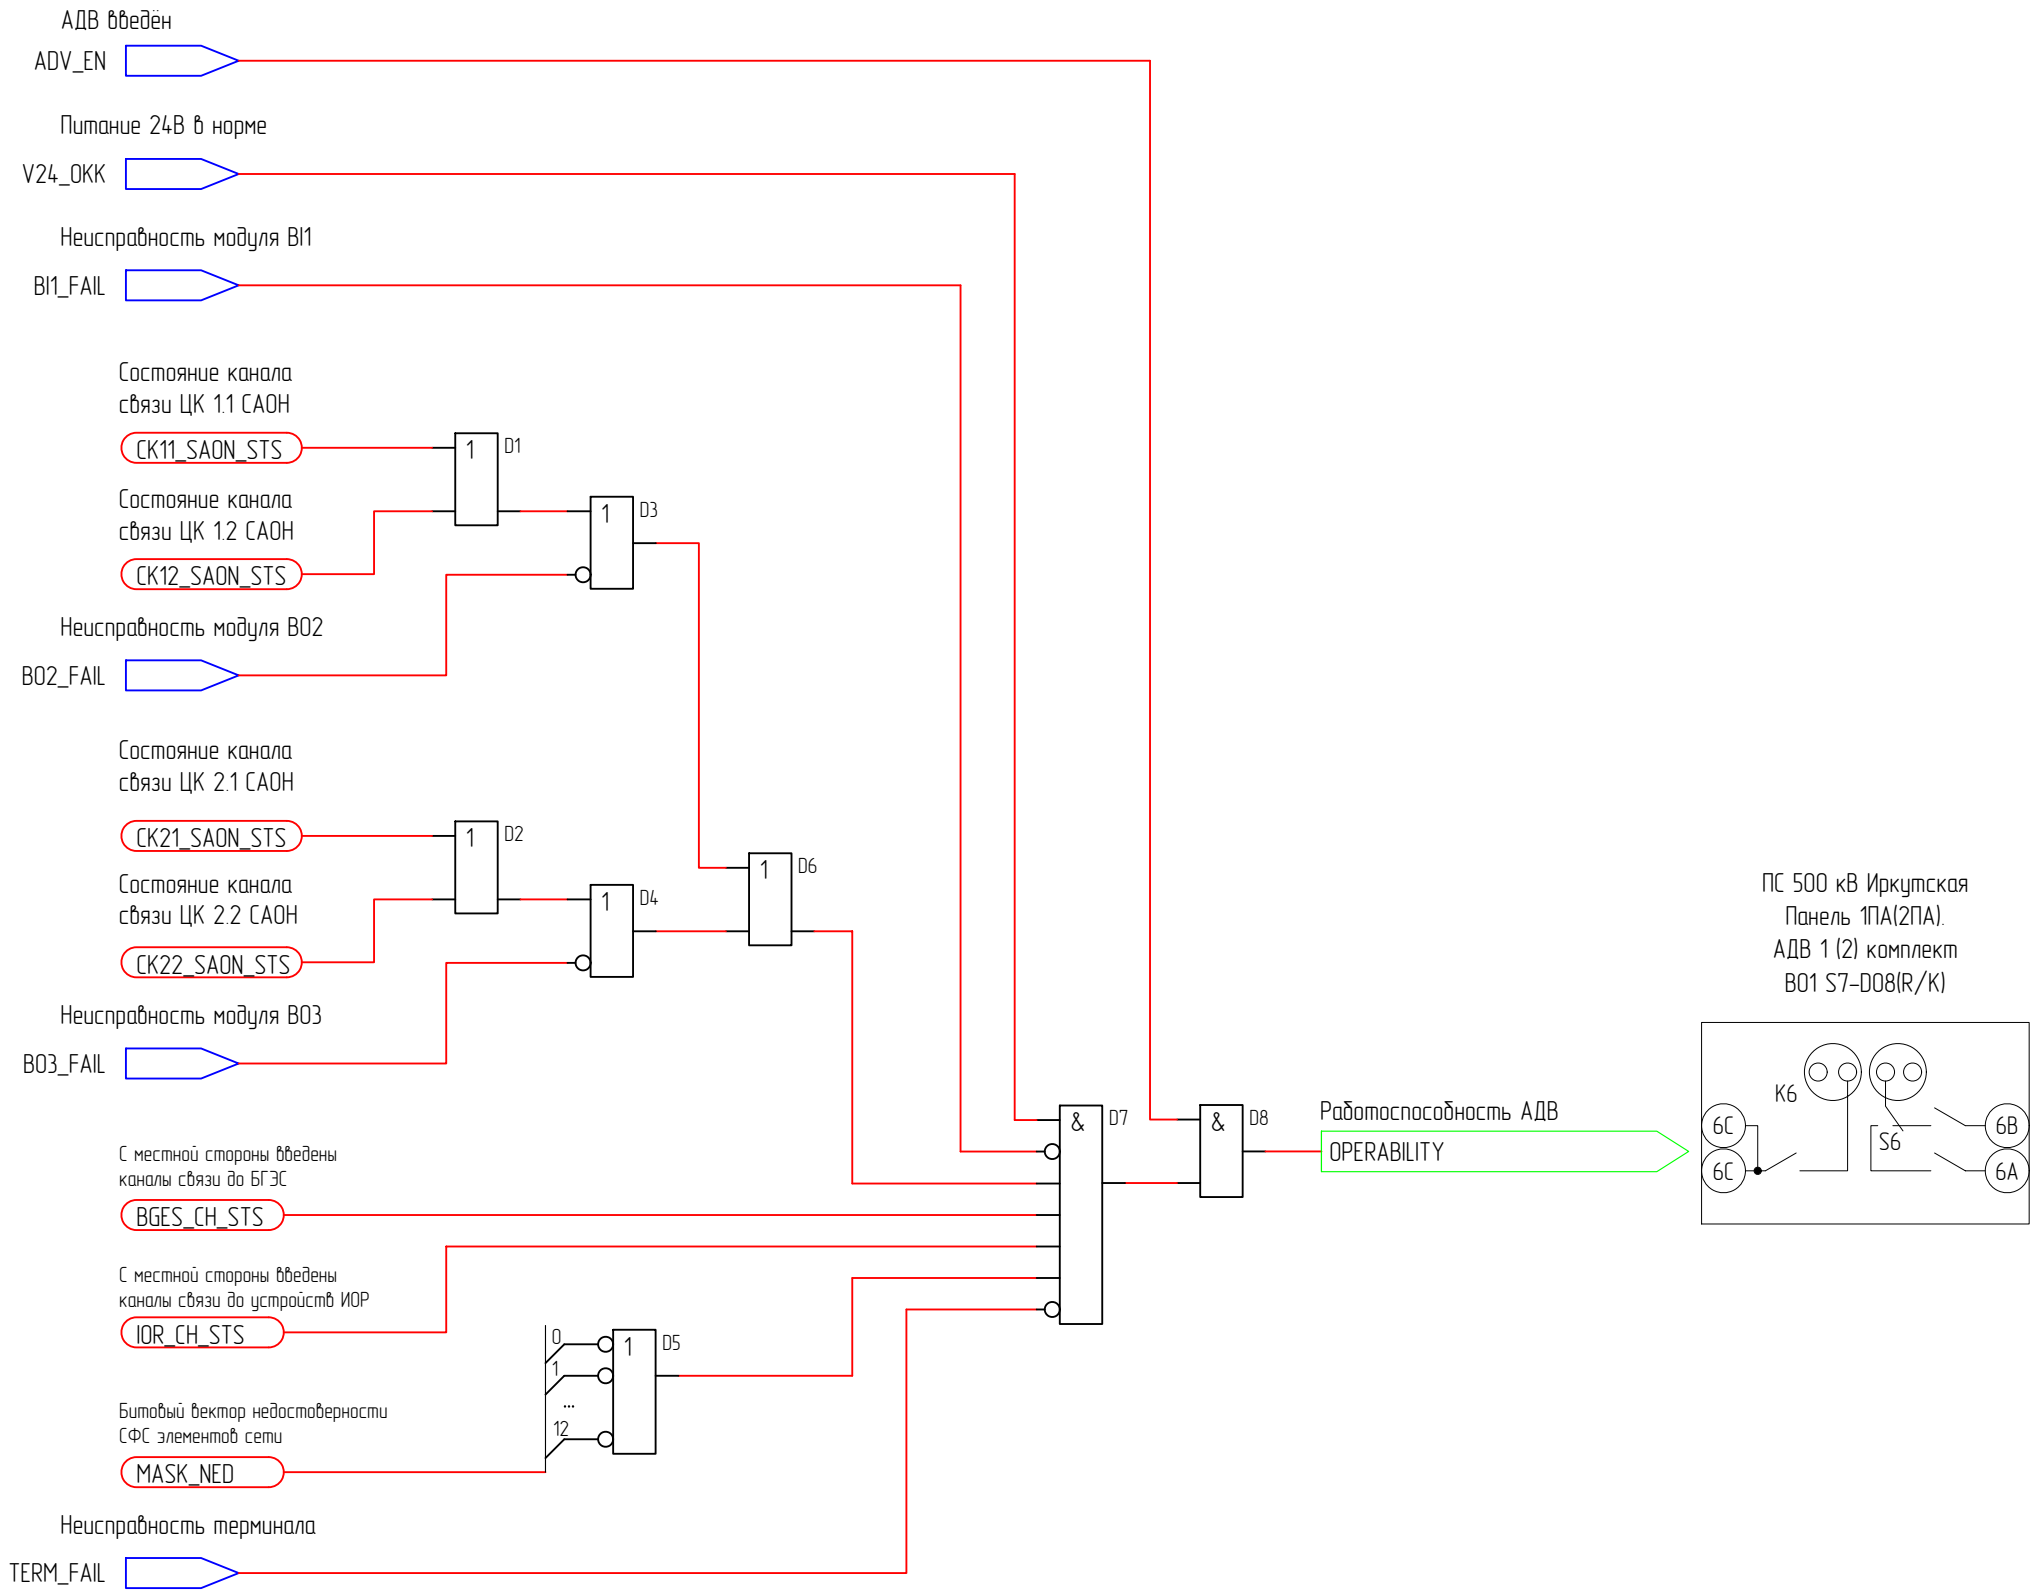 АДВ введён
ADV_EN
Питание 24В в норме
V24_OKK
Неисправность модуля BI1
BI1_FAIL
Состояние канала
связи ЦК 1.1 САОН
CK11_SAON_STS
1
D1
Состояние канала
связи ЦК 1.2 САОН
CK12_SAON_STS
1
D3
Неисправность модуля BO2
BO2_FAIL
Состояние канала
связи ЦК 2.1 САОН
CK21_SAON_STS
1
D2
Состояние канала
связи ЦК 2.2 САОН
CK22_SAON_STS
1
D4
1
D6
Неисправность модуля BO3
BO3_FAIL
С местной стороны введены
каналы связи до БГЭС
BGES_CH_STS
С местной стороны введены
каналы связи до устройств ИОР
IOR_CH_STS
Битовый вектор недостоверности
СФС элементов сети
MASK_NED
0
1
...
12
1
D5
Неисправность терминала
TERM_FAIL
&
D7
&
D8
Работоспособность АДВ
OPERABILITY
ПС 500 кВ Иркутская
Панель 1ПА(2ПА).
АДВ 1 (2) комплект
BO1 S7-DO8(R/K)
K6
6C
6C
S6
6B
6A